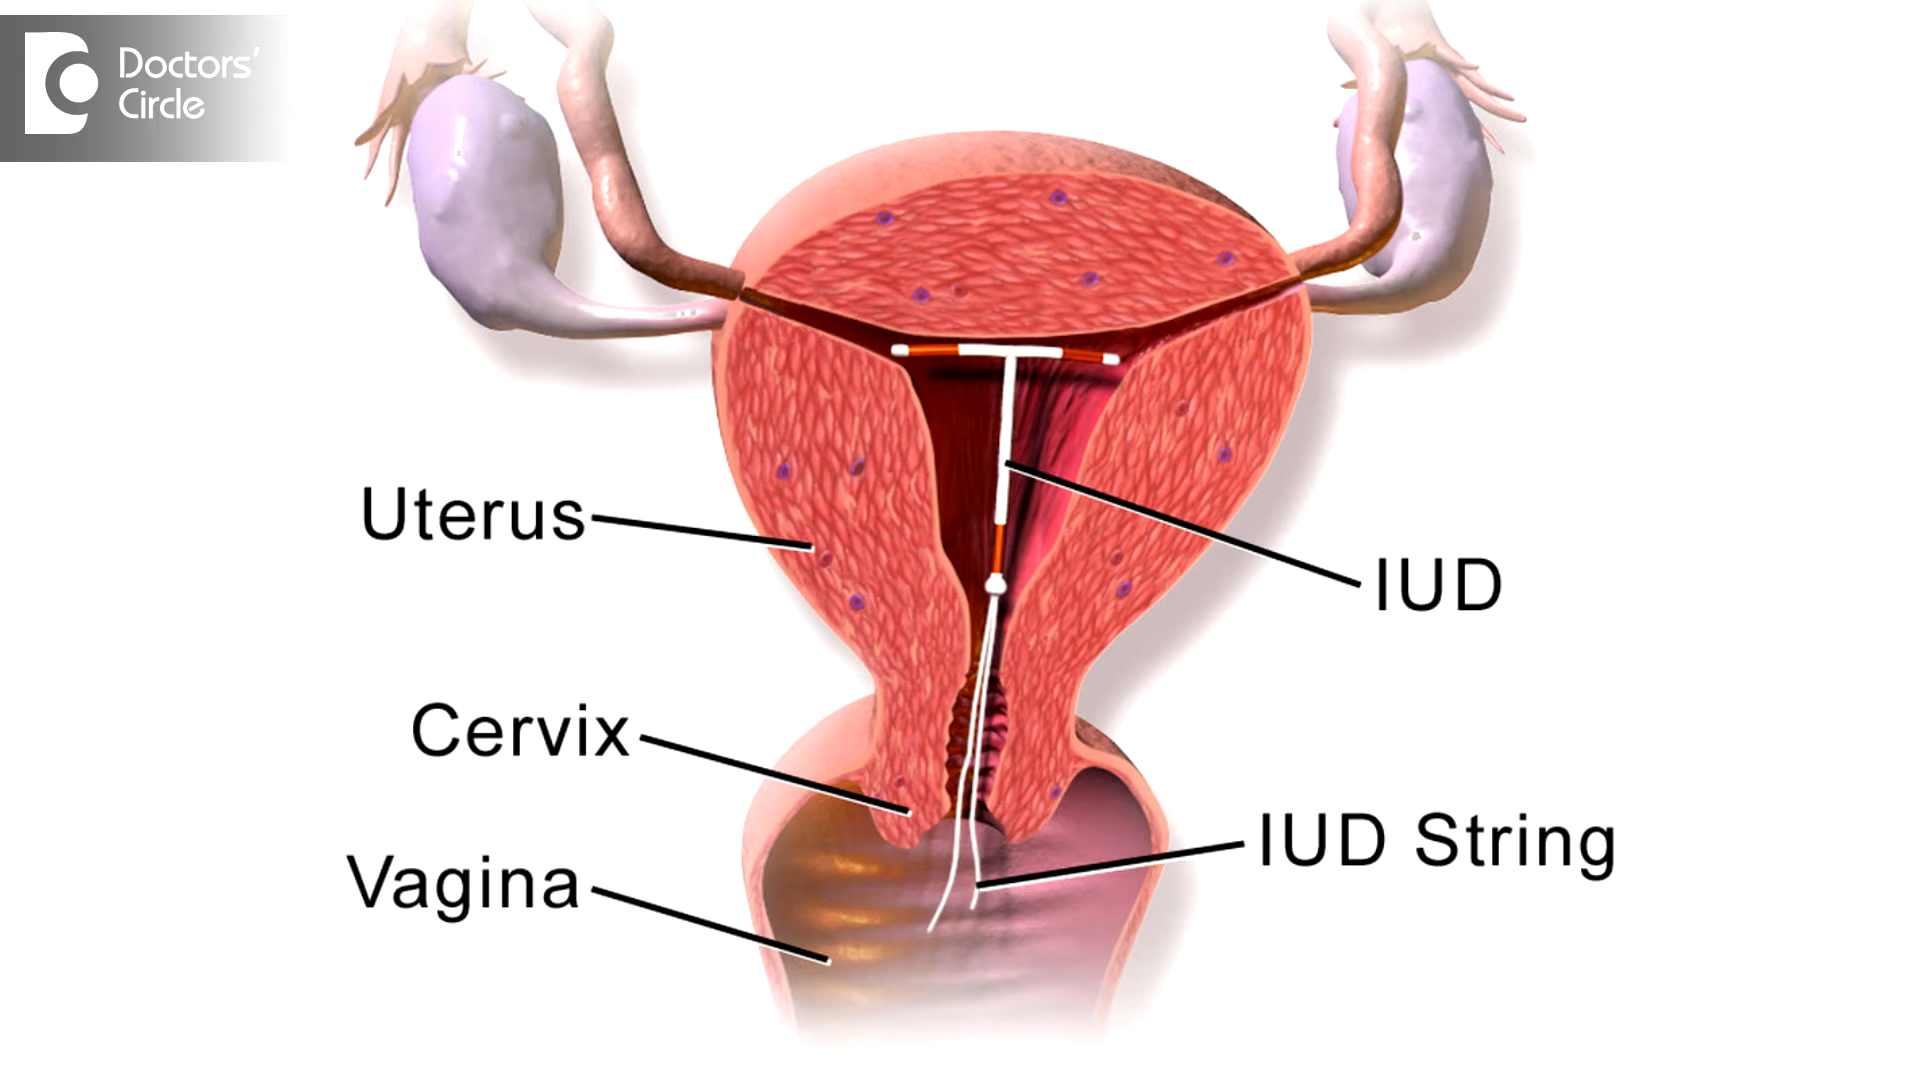 Doctors'
Circle
Uterus
IUD
Cervix
IUD String
Vagina